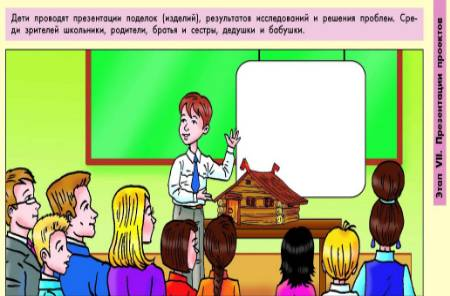 Дети проводят презентации поделок (изделий), результатов исследований и решения проблем. Сре-
ди зрителей школьники, родители, братья и сестры, дедушки и бабушки.
Этап VII. Презентации проектов